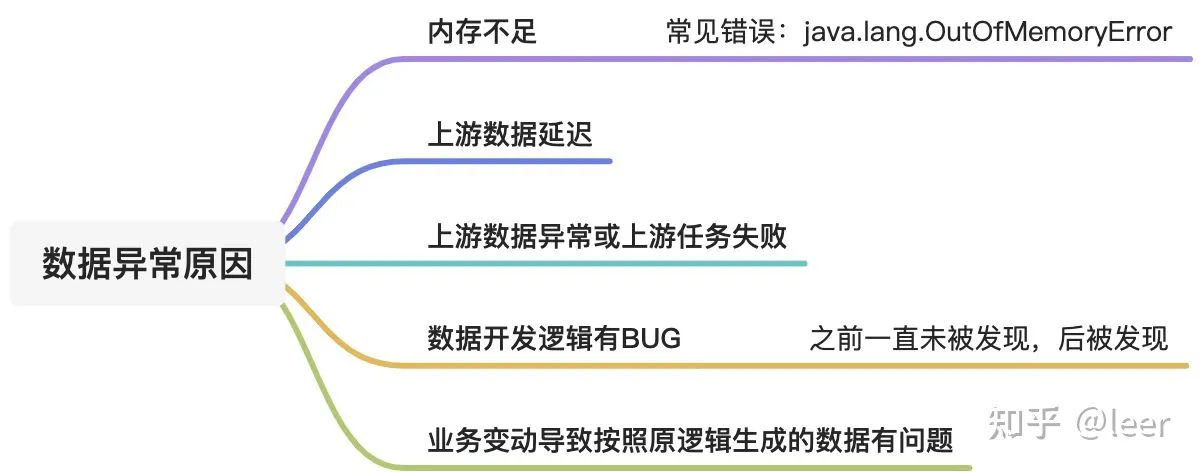 内存不足 常见错误：java.lang.OutOfMemoryError
上游数据延迟
上游数据异常或上游任务失败
数据异常原因
数据开发逻辑有BUG 之前一直未被发现，后被发现
业务变动导致按照原逻辑生成的数据有问题
知乎 @leer